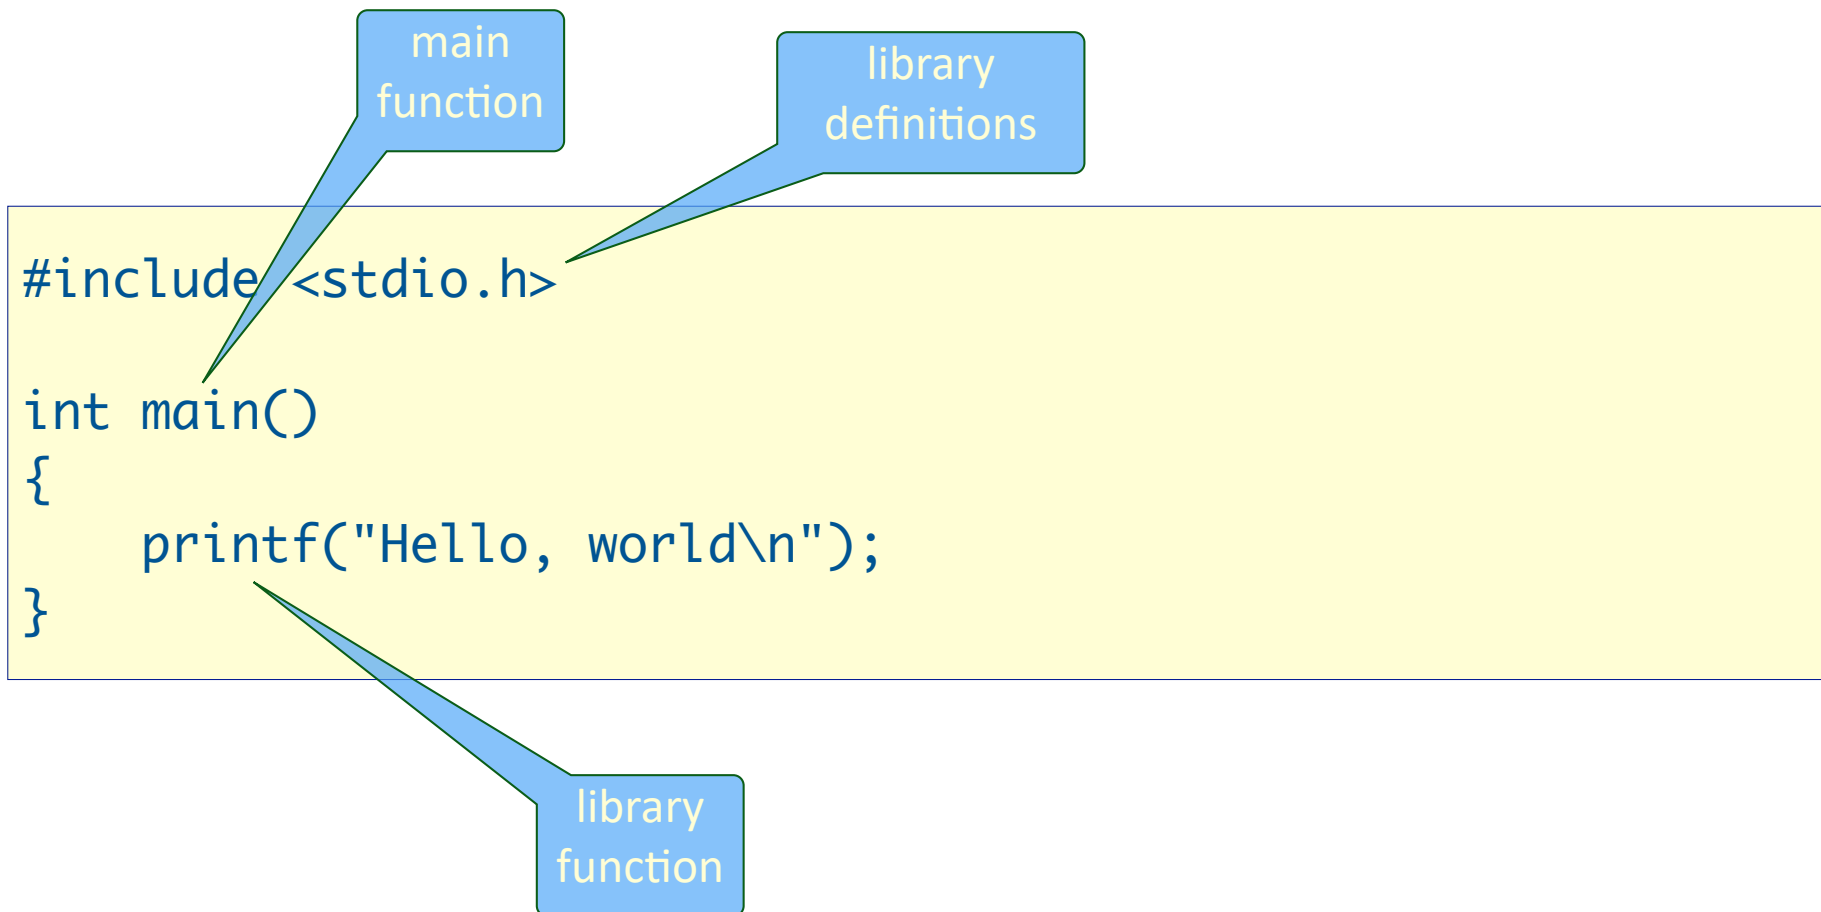 main
function
library
definitions
#include <stdio.h>
int main()
{
    printf("Hello, world\n");
}
library
function